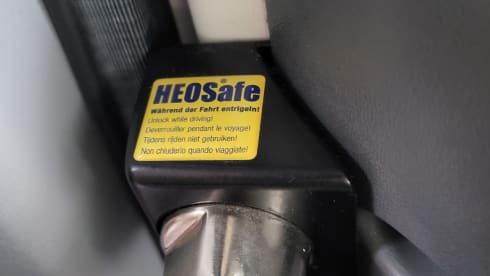 HEOSafe®
Während der Fahrt entriegeln!
Unlock while driving!
Deverrouiller pendant le voyage!
Tijdens rijden niet gebruiken!
Non chiuderlo quando viaggiate!